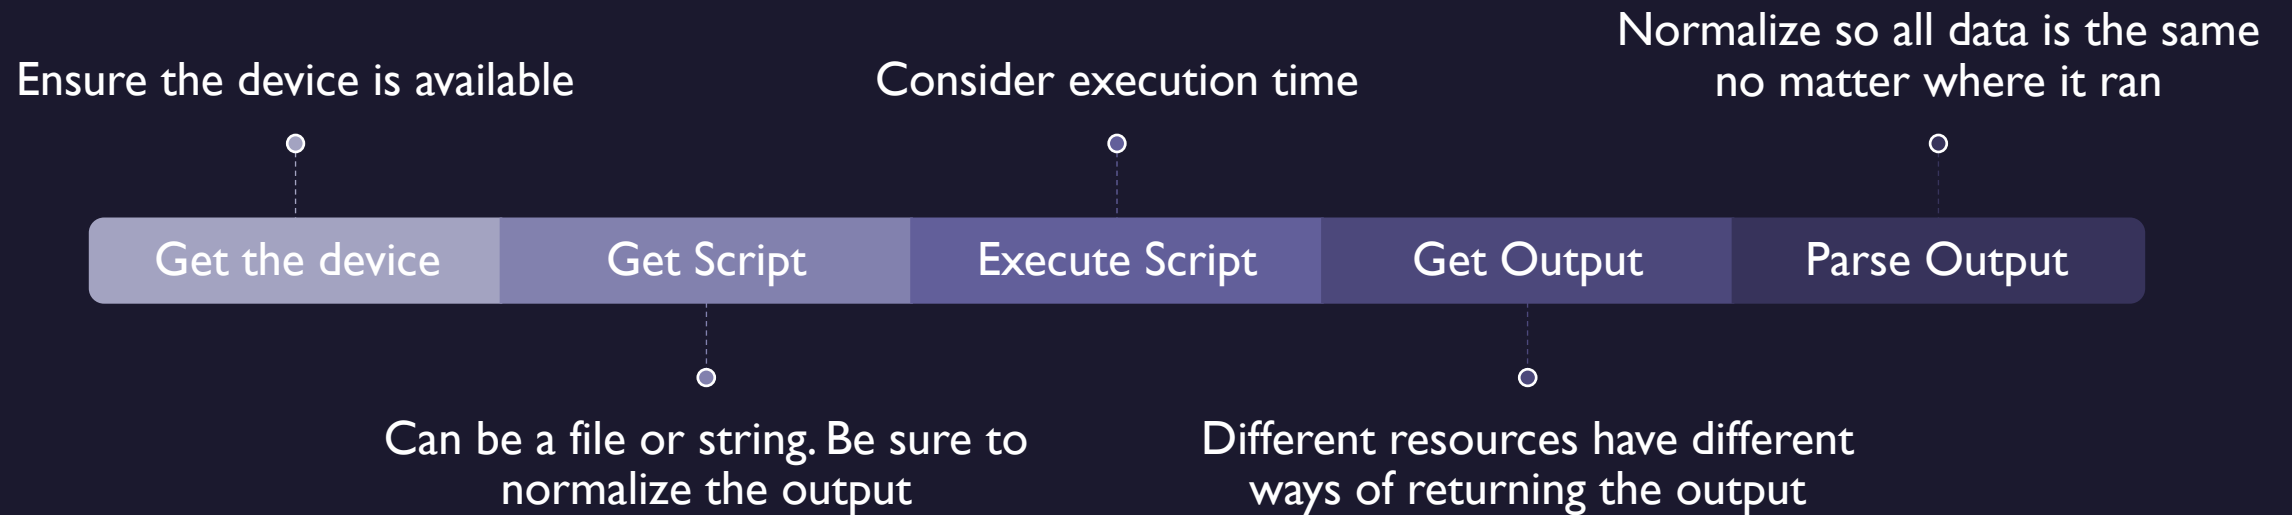 Ensure the device is available
Consider execution time
Normalize so all data is the same
no matter where it ran
Get the device
Get Script
Execute Script
Get Output
Parse Output
Can be a file or string. Be sure to
normalize the output
Different resources have different
ways of returning the output